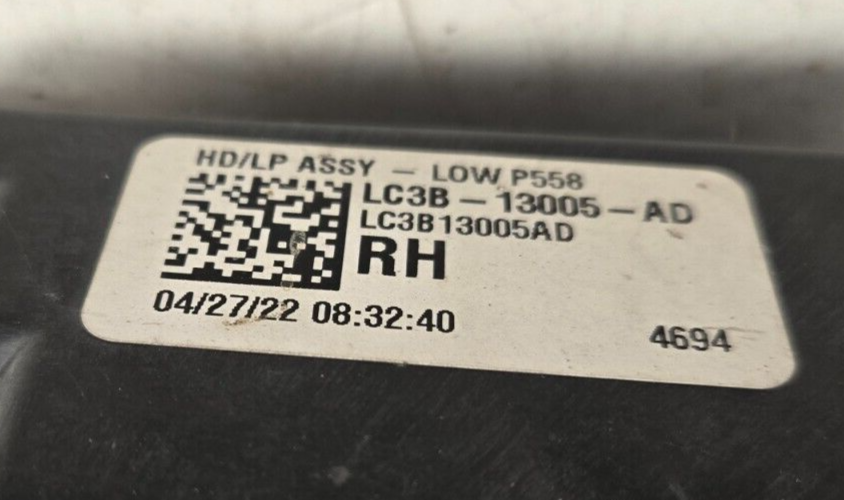 HD/LP ASSY - LOW P558
LC3B - 13005 - AD
LC3B13005AD
RH
04/27/22 08:32:40
4694